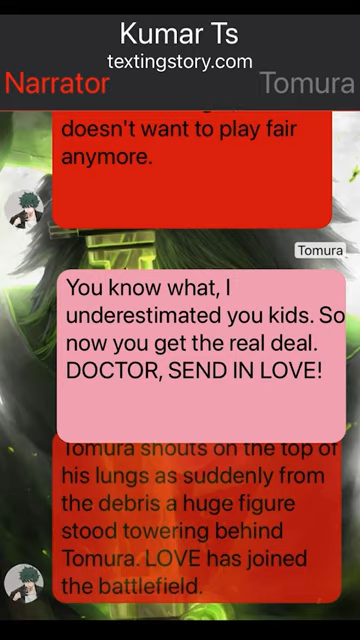 Kumar Ts
textingstory.com
Narrator
Tomura
doesn't want to play fair
anymore.
Tomura
You know what, I
underestimated you kids. So
now you get the real deal.
DOCTOR, SEND IN LOVE!
Tomura shouts on the top of
his lungs as suddenly from
the debris a huge figure
stood towering behind
Tomura. LOVE has joined
the battlefield.